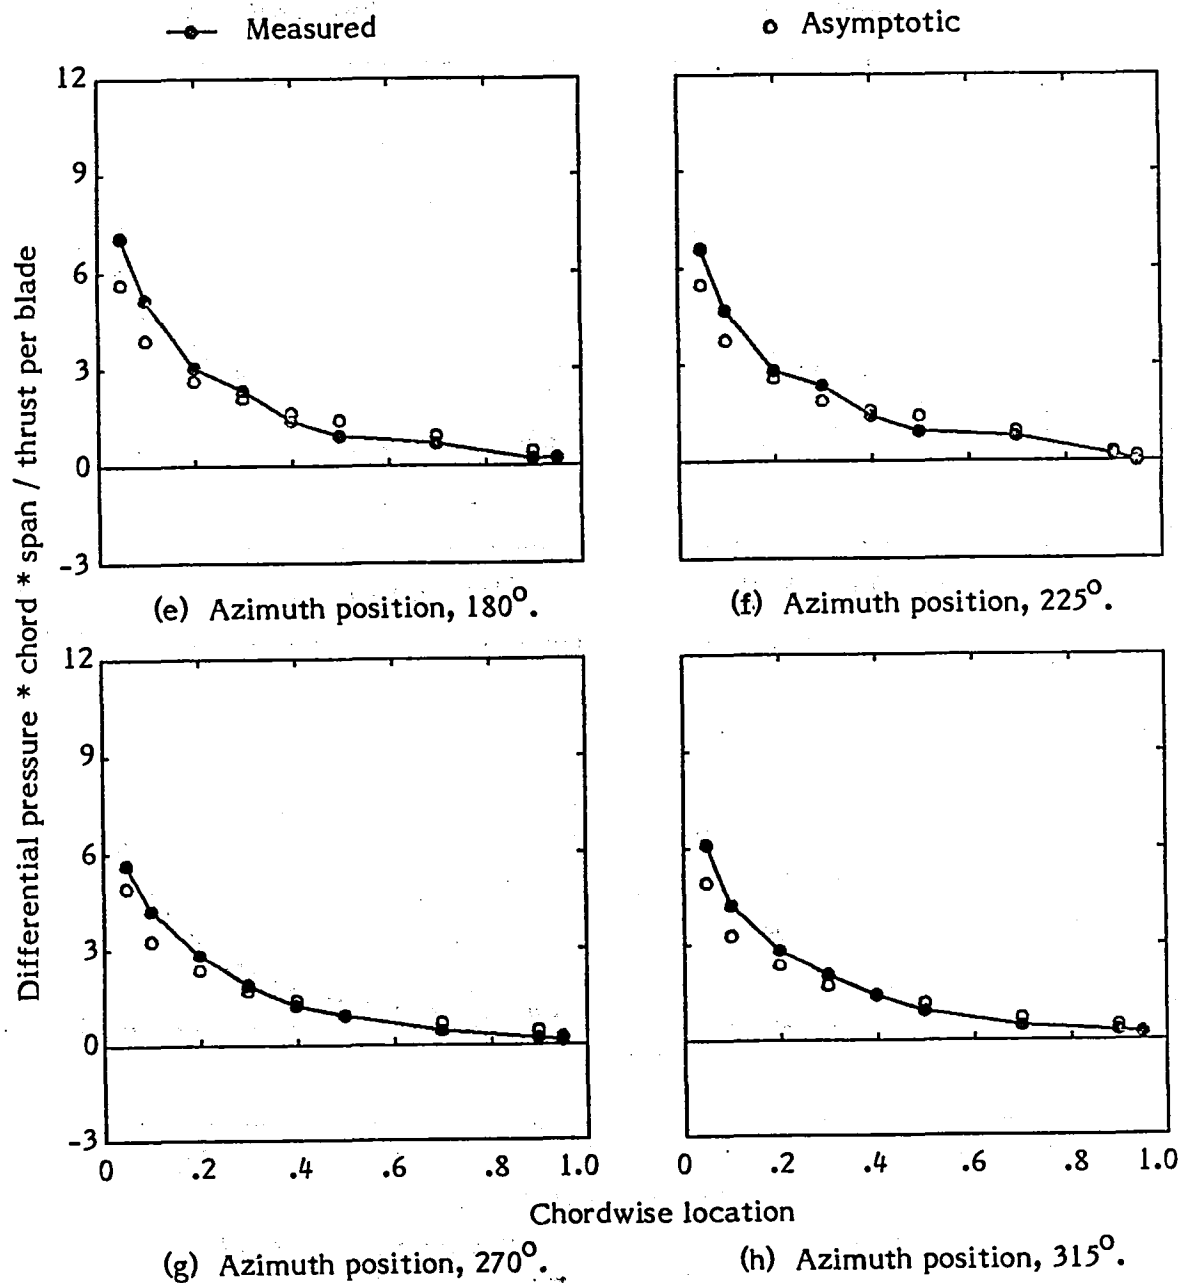 Measured
Asymptotic
Differential pressure * chord * span / thrust per blade
12
9
6
3
0
-3
(e) Azimuth position, 180°.
(f) Azimuth position, 225°.
12
9
6
3
0
-3
0 .2 .4 .6 .8 1.0
0 .2 .4 .6 .8 1.0
Chordwise location
(g) Azimuth position, 270°.
(h) Azimuth position, 315°.